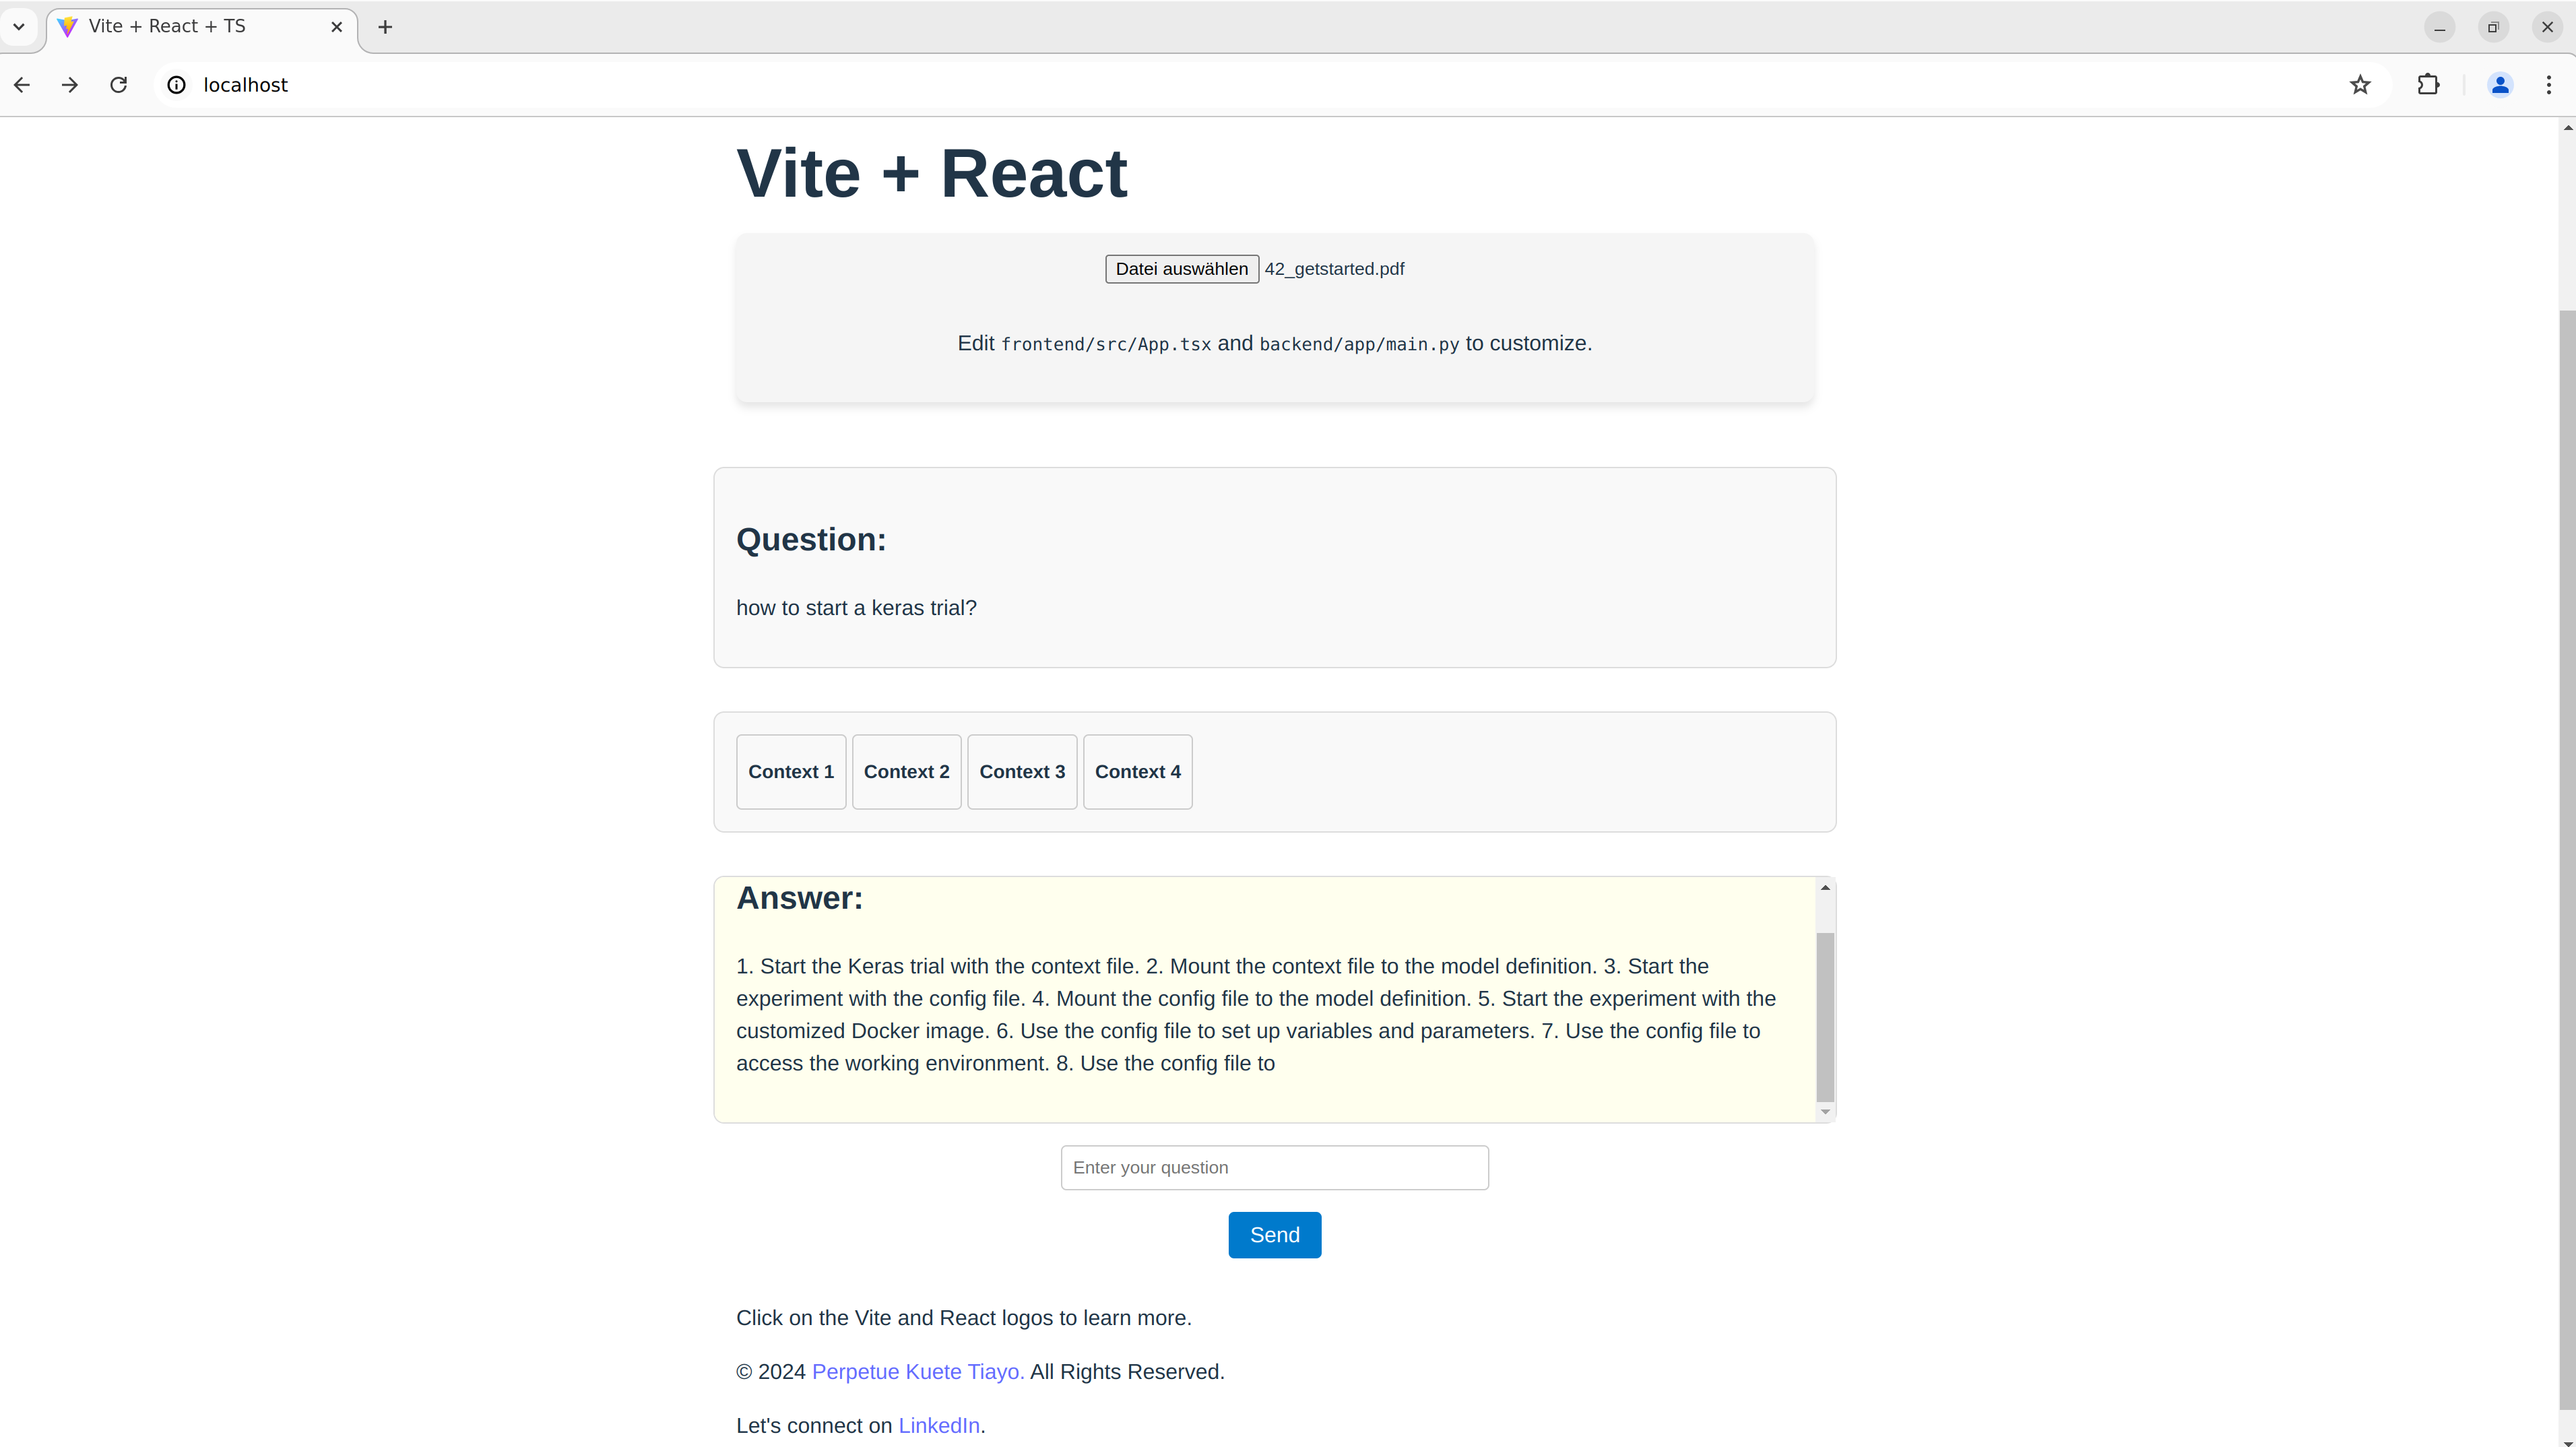 Vite + React + TS
localhost
Vite + React
Datei auswählen 42_getstarted.pdf
Edit frontend/src/App.tsx and backend/app/main.py to customize.
Question:
how to start a keras trial?
Context 1 Context 2 Context 3 Context 4
Answer:
1. Start the Keras trial with the context file. 2. Mount the context file to the model definition. 3. Start the
experiment with the config file. 4. Mount the config file to the model definition. 5. Start the experiment with the
customized Docker image. 6. Use the config file to set up variables and parameters. 7. Use the config file to
access the working environment. 8. Use the config file to
Enter your question
Send
Click on the Vite and React logos to learn more.
© 2024 Perpetue Kuete Tiayo. All Rights Reserved.
Let's connect on LinkedIn.